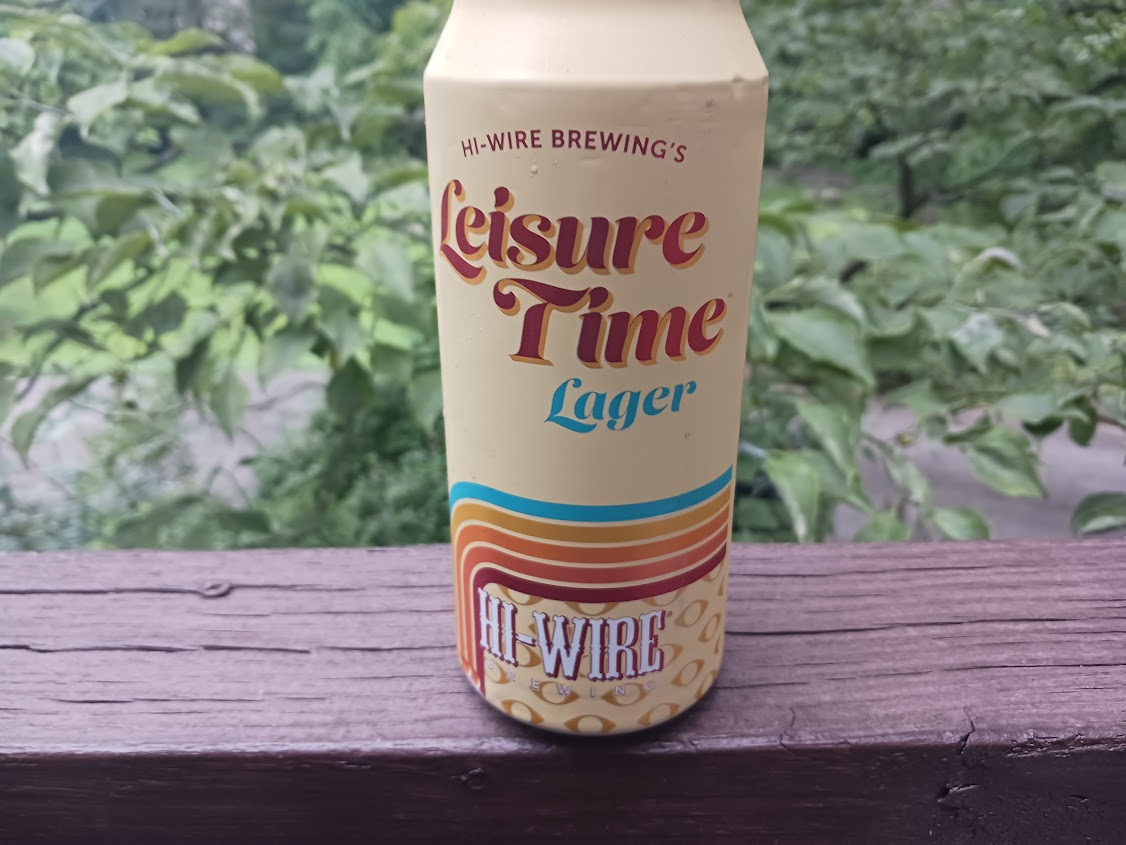 HI-WIRE BREWING'S
Leisure
Time
Lager
HI-WIRE
BREWING